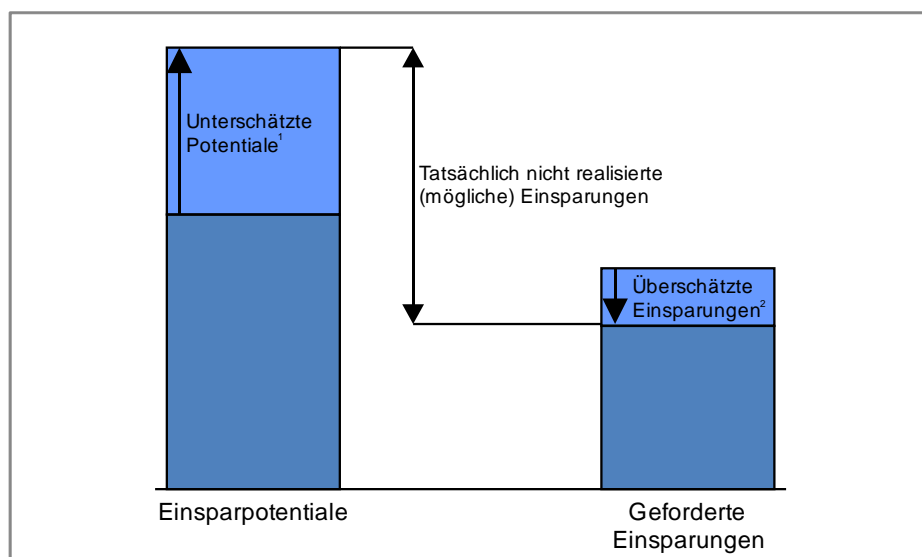 Unterschätzte
Potentiale¹
Tatsächlich nicht realisierte
(mögliche) Einsparungen
Überschätzte
Einsparungen²
Einsparpotentiale
Geforderte
Einsparungen